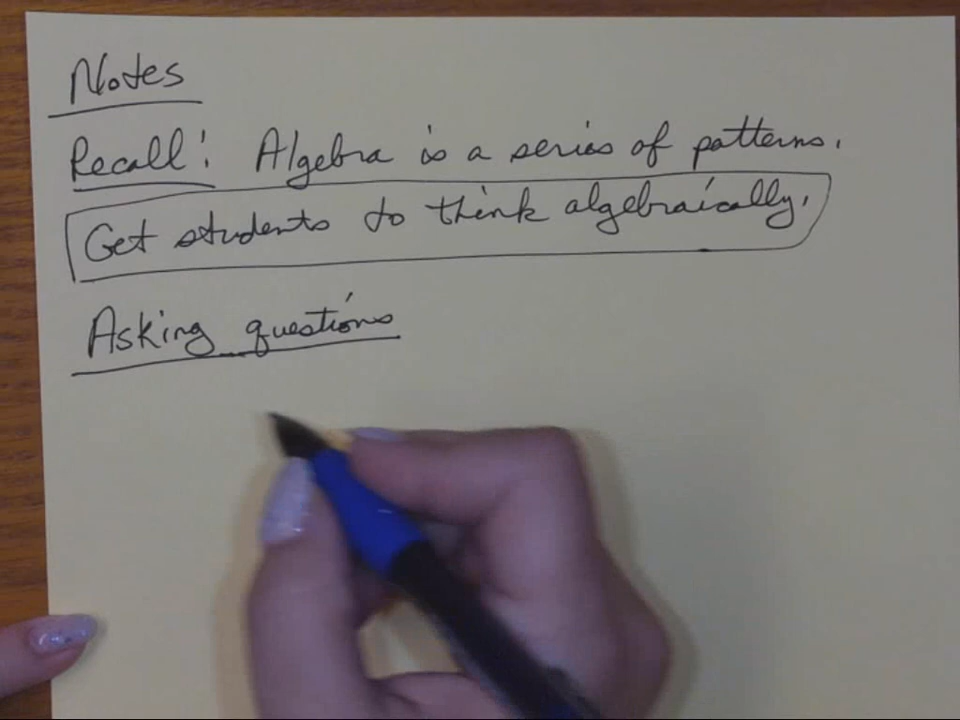 Notes
Recall: Algebra is a series of patterns.
Get students to think algebraically.
Asking questions